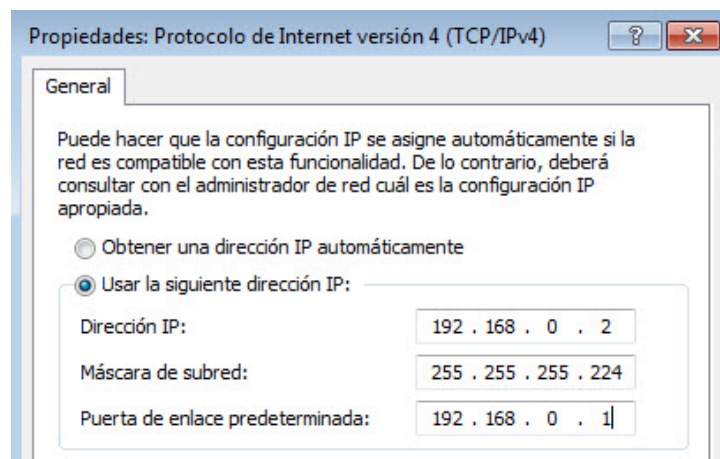 Propiedades: Protocolo de Internet versión 4 (TCP/IPv4)
General
Puede hacer que la configuración IP se asigne automáticamente si la
red es compatible con esta funcionalidad. De lo contrario, deberá
consultar con el administrador de red cuál es la configuración IP
apropiada.
Obtener una dirección IP automáticamente
Usar la siguiente dirección IP:
Dirección IP: 192 . 168 . 0 . 2
Máscara de subred: 255 . 255 . 255 . 224
Puerta de enlace predeterminada: 192 . 168 . 0 . 1